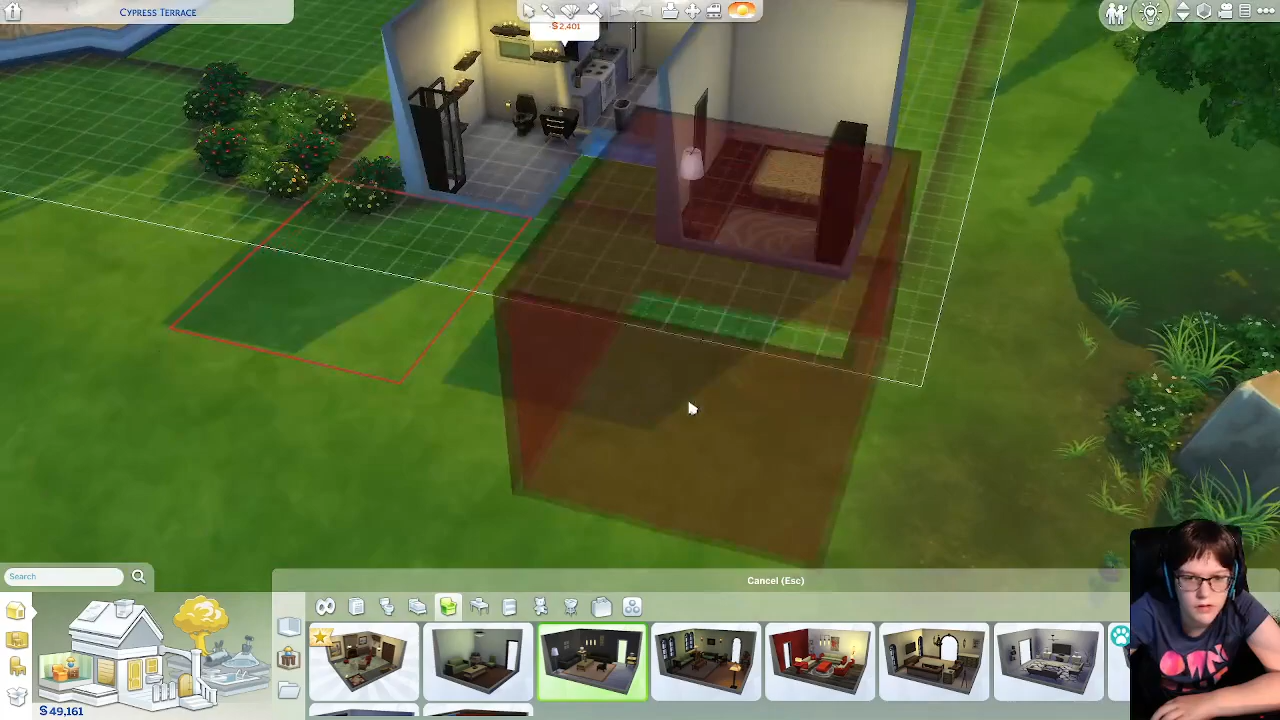 CYPRESS TERRACE
-§2,401
Cancel (Esc)
Search
§49,161